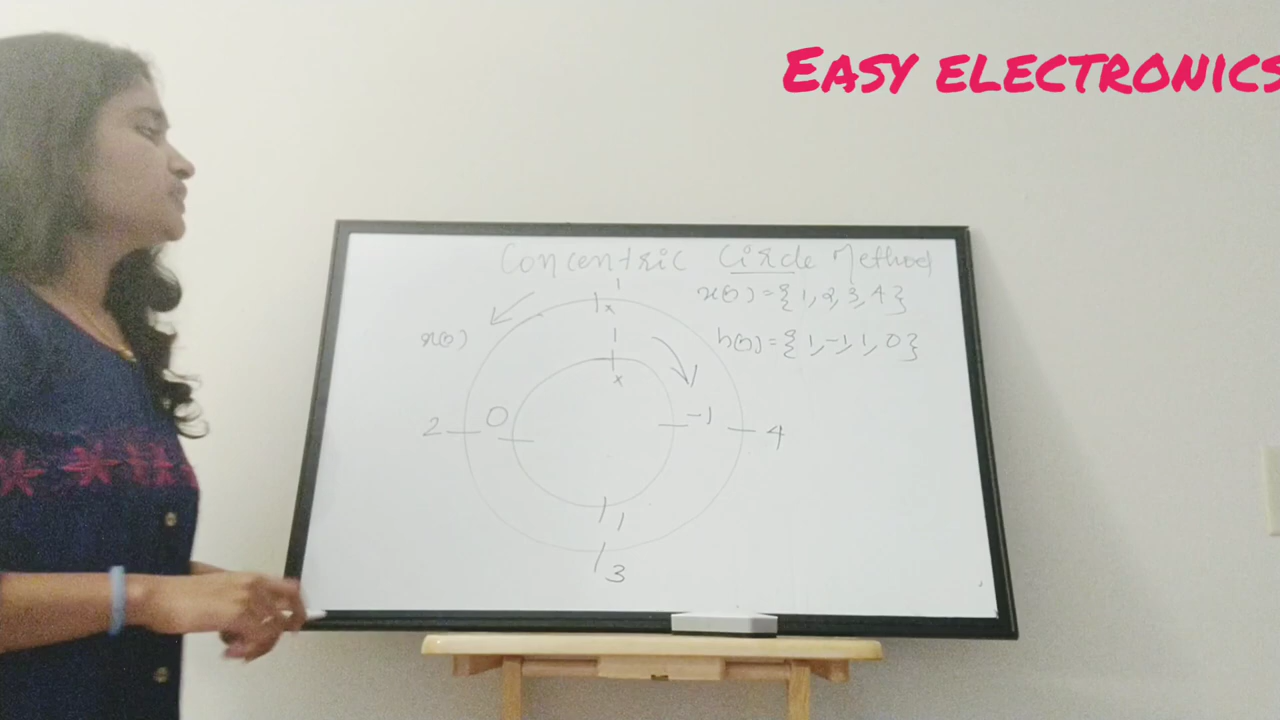 EASY ELECTRONICS
Concentric Circle Method
x(n) = {1, 2, 3, 4}
h(n) = {1, -1, 1, 0}
x(n)
1
x
1
x
2
0
-1
4
1
3